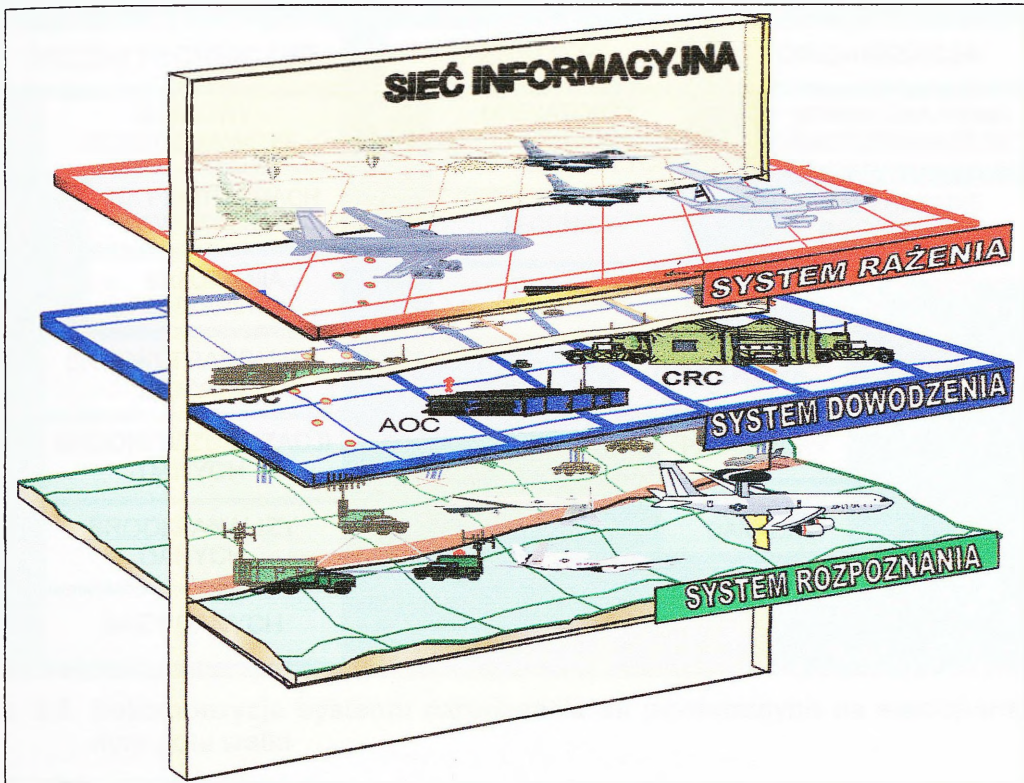 SIEĆ INFORMACYJNA
SYSTEM RAŻENIA
CRC
AOC
SYSTEM DOWODZENIA
SYSTEM ROZPOZNANIA